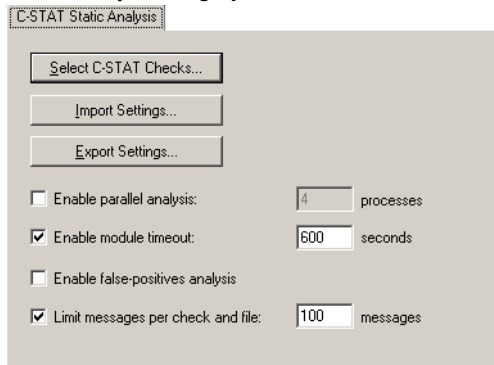 C-STAT Static Analysis
Select C-STAT Checks...
Import Settings...
Export Settings...
Enable parallel analysis: 4 processes
Enable module timeout: 600 seconds
Enable false-positives analysis
Limit messages per check and file: 100 messages